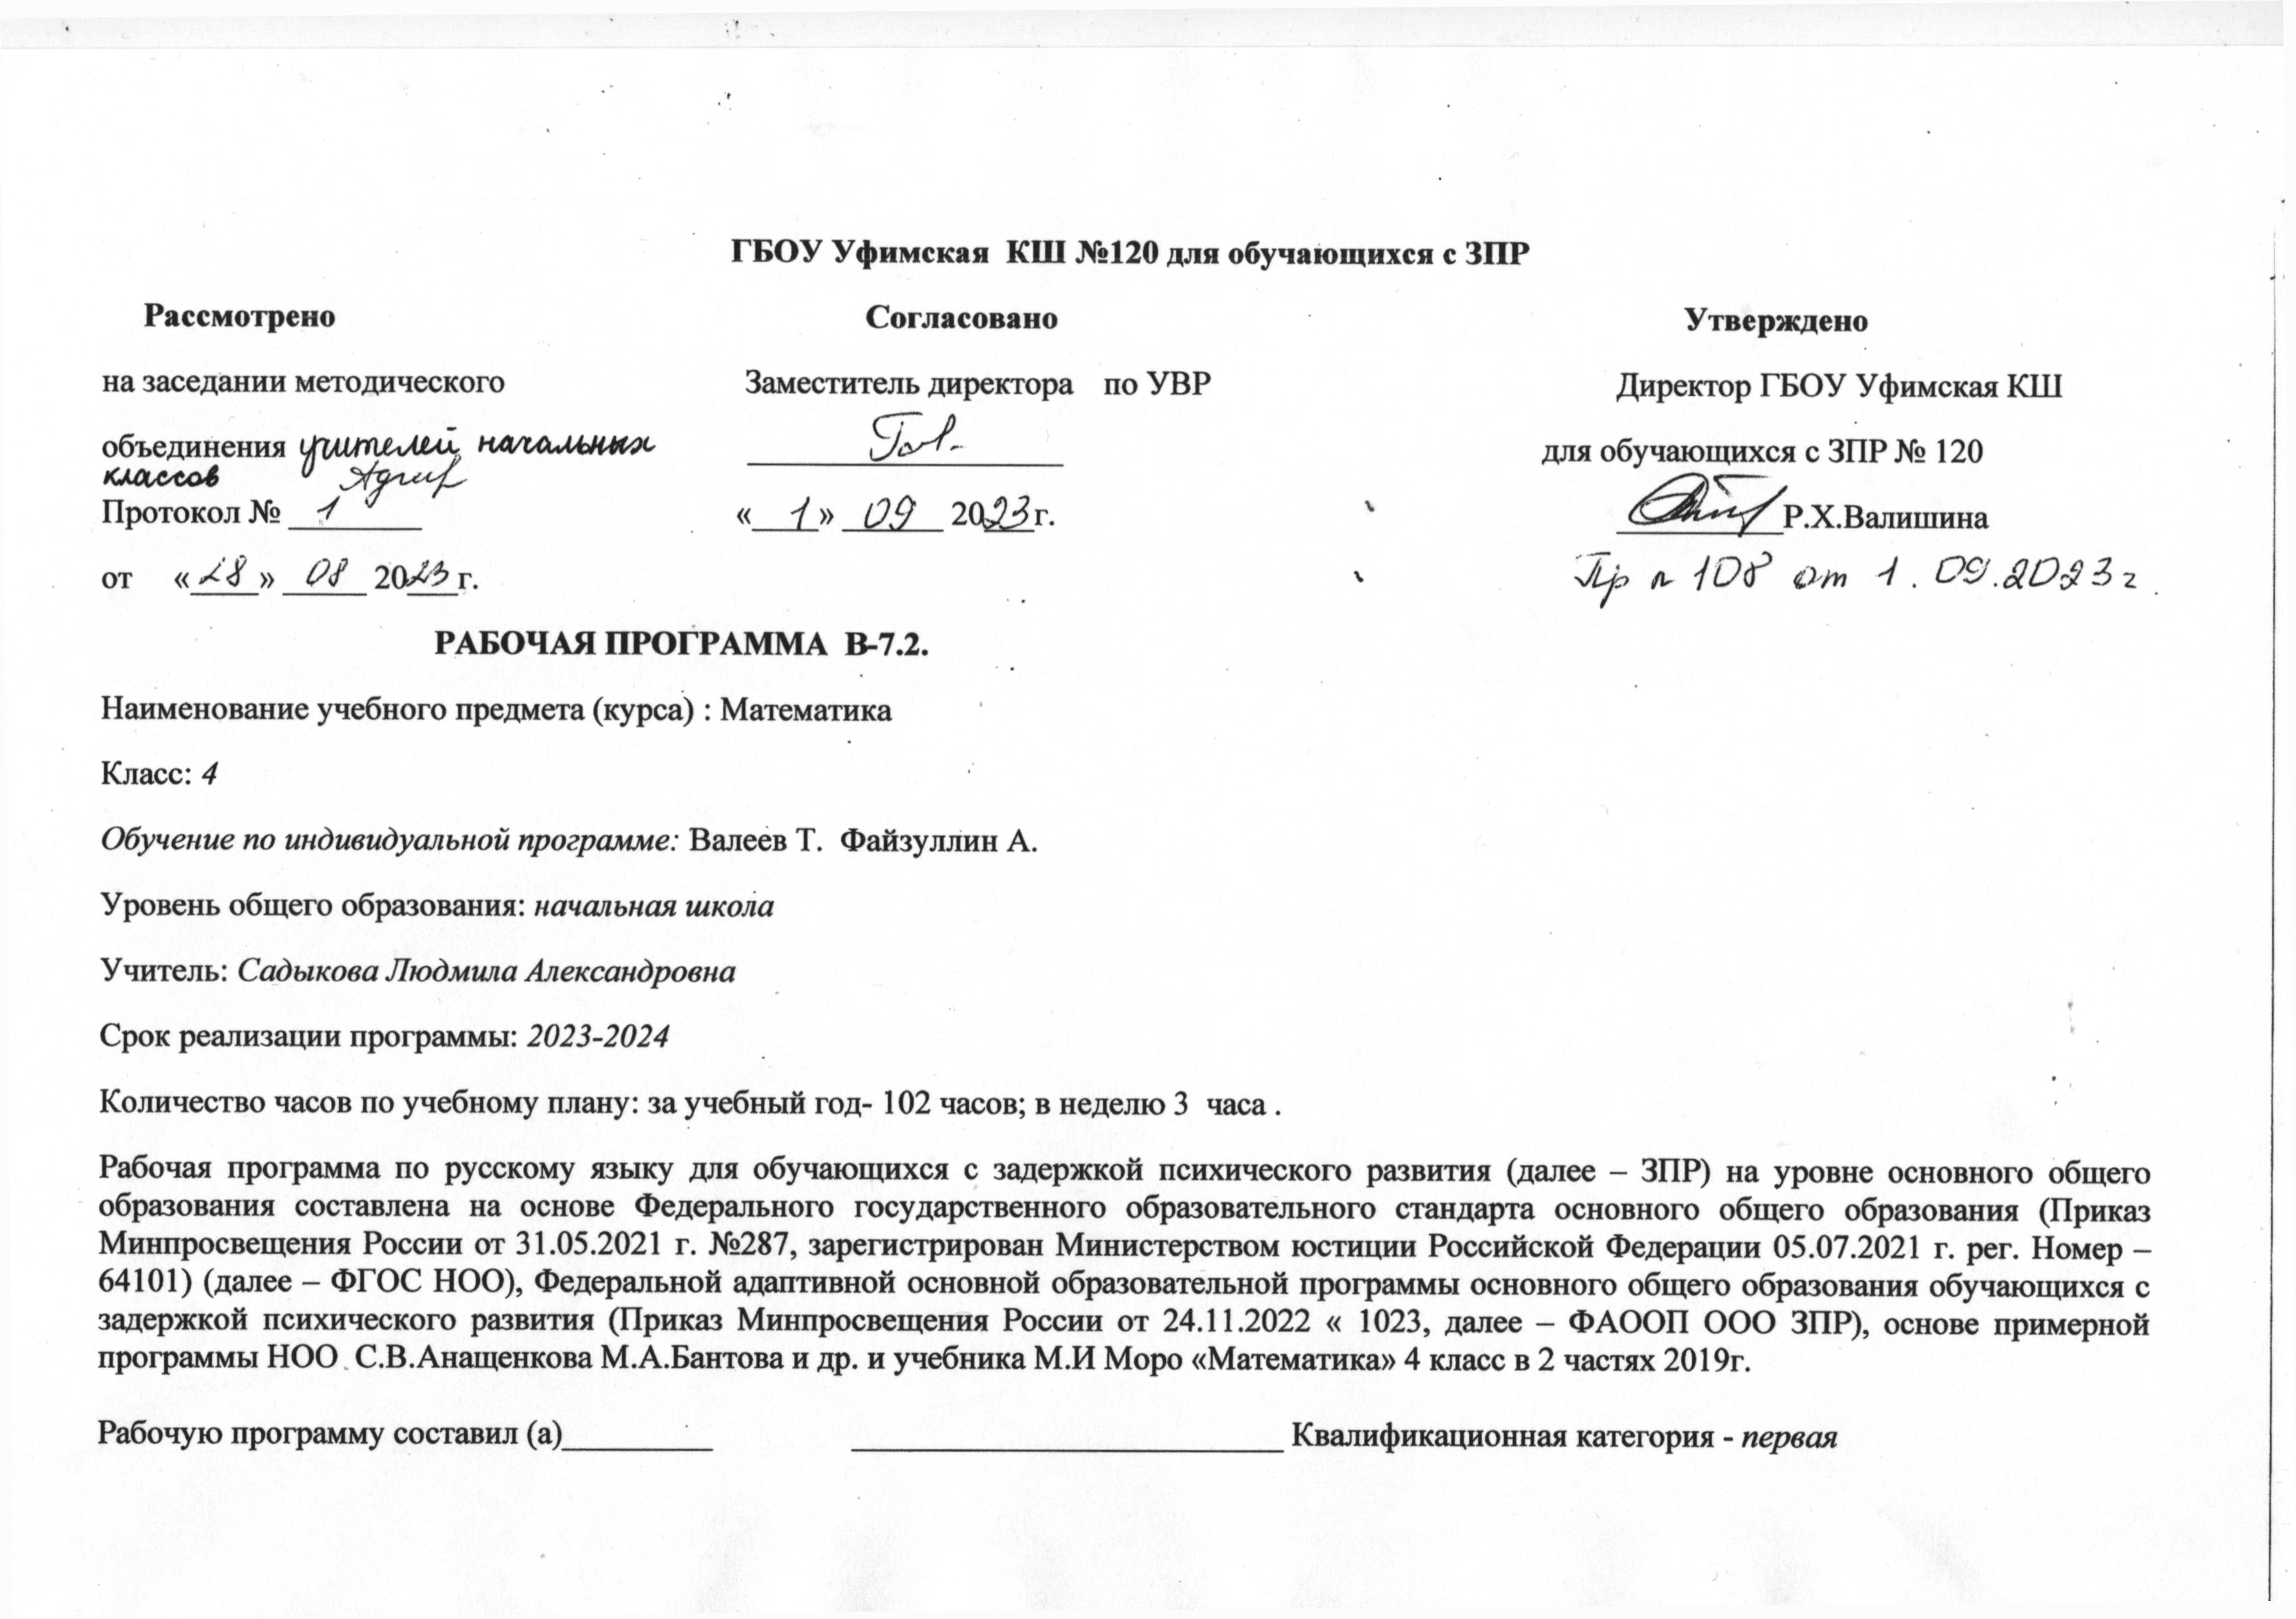 ГБОУ Уфимская КШ №120 для обучающихся с ЗПР
Рассмотрено Согласовано Утверждено
на заседании методического Заместитель директора по УВР Директор ГБОУ Уфимская КШ
объединения учителей начальных для обучающихся с ЗПР № 120
классов
Протокол № 1 « 1 » 09 2023г. Р.Х.Валишина
от « 28 » 08 2023г. Пр № 108 от 1.09.2023г.
РАБОЧАЯ ПРОГРАММА В-7.2.
Наименование учебного предмета (курса) : Математика
Класс: 4
Обучение по индивидуальной программе: Валеев Т. Файзуллин А.
Уровень общего образования: начальная школа
Учитель: Садыкова Людмила Александровна
Срок реализации программы: 2023-2024
Количество часов по учебному плану: за учебный год- 102 часов; в неделю 3 часа .
Рабочая программа по русскому языку для обучающихся с задержкой психического развития (далее – ЗПР) на уровне основного общего
образования составлена на основе Федерального государственного образовательного стандарта основного общего образования (Приказ
Минпросвещения России от 31.05.2021 г. №287, зарегистрирован Министерством юстиции Российской Федерации 05.07.2021 г. рег. Номер –
64101) (далее – ФГОС НОО), Федеральной адаптивной основной образовательной программы основного общего образования обучающихся с
задержкой психического развития (Приказ Минпросвещения России от 24.11.2022 « 1023, далее – ФАООП ООО ЗПР), основе примерной
программы НОО С.В.Анащенкова М.А.Бантова и др. и учебника М.И Моро «Математика» 4 класс в 2 частях 2019г.
Рабочую программу составил (а)__________ ____________________________ Квалификационная категория - первая